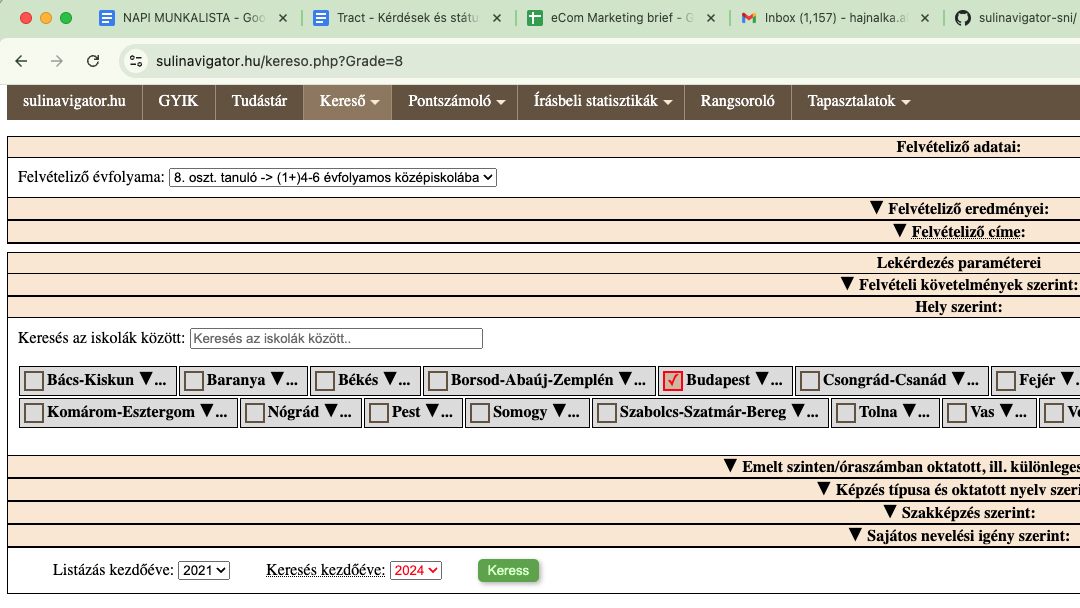 NAPI MUNKALISTA - Goo
Tract - Kérdések és státu
eCom Marketing brief - G
Inbox (1,157) - hajnalka.a
sulinavigator-sni/
sulinavigator.hu/kereso.php?Grade=8
sulinavigator.hu GYIK Tudástár Kereső Pontszámoló Írásbeli statisztikák Rangsoroló Tapasztalatok
Felvételiző adatai:
Felvételiző évfolyama: 8. oszt. tanuló -> (1+)4-6 évfolyamos középiskolába
▼ Felvételiző eredményei:
▼ Felvételiző címe:
Lekérdezés paraméterei
▼ Felvételi követelmények szerint:
Hely szerint:
Keresés az iskolák között: Keresés az iskolák között..
Bács-Kiskun ▼... Baranya ▼... Békés ▼... Borsod-Abaúj-Zemplén ▼... Budapest ▼... Csongrád-Csanád ▼... Fejér ▼.
Komárom-Esztergom ▼... Nógrád ▼... Pest ▼... Somogy ▼... Szabolcs-Szatmár-Bereg ▼... Tolna ▼... Vas ▼... Ve
▼ Emelt szinten/óraszámban oktatott, ill. különleges
▼ Képzés típusa és oktatott nyelv szeri
▼ Szakképzés szerint:
▼ Sajátos nevelési igény szerint:
Listázás kezdőéve: 2021 Keresés kezdőéve: 2024 Keress